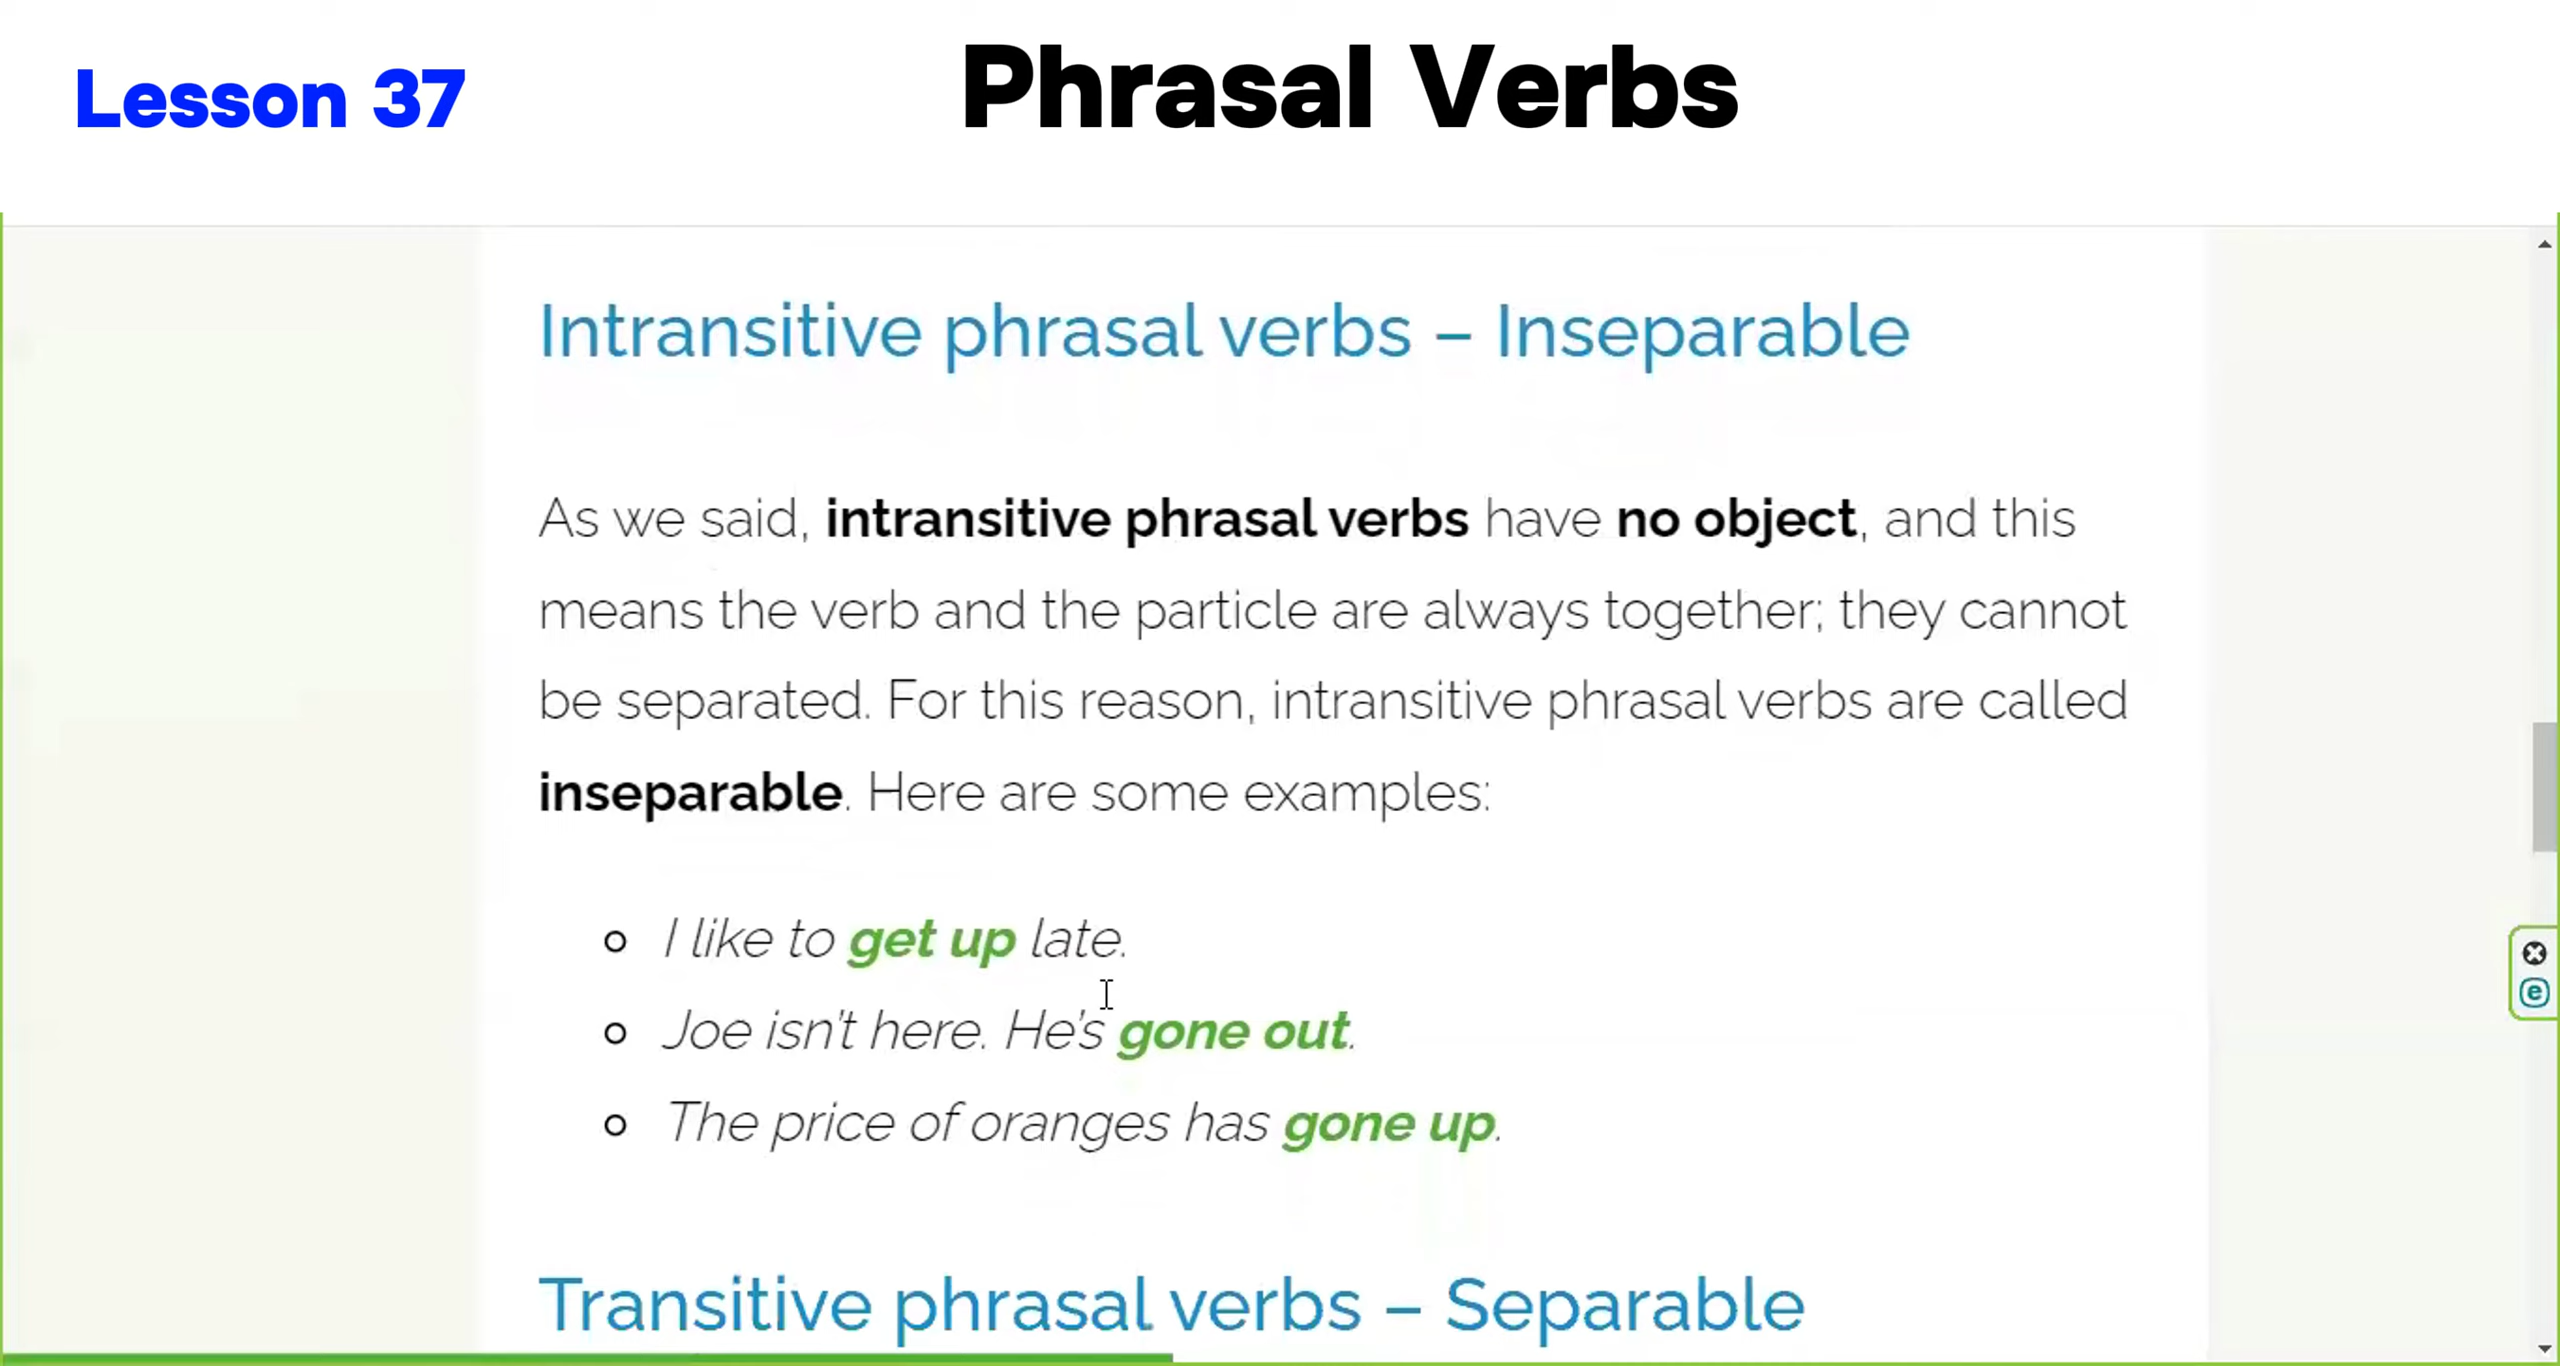 Lesson 37
Phrasal Verbs
Intransitive phrasal verbs – Inseparable
As we said, intransitive phrasal verbs have no object, and this
means the verb and the particle are always together; they cannot
be separated. For this reason, intransitive phrasal verbs are called
inseparable. Here are some examples:
I like to get up late.
Joe isn't here. He's gone out.
The price of oranges has gone up.
Transitive phrasal verbs – Separable
e